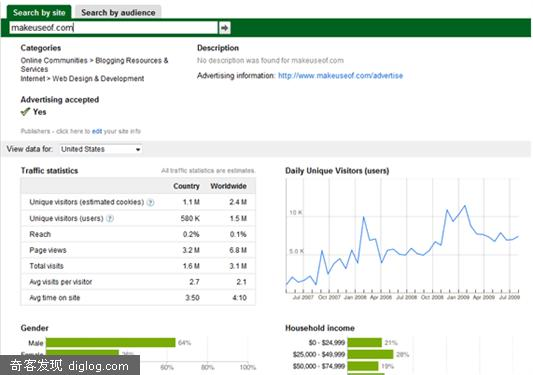 Search by site
Search by audience
makeuseof.com
Categories
Online Communities > Blogging Resources &
Services
Internet > Web Design & Development
Description
No description was found for makeuseof.com
Advertising information: http://www.makeuseof.com/advertise
Advertising accepted
Yes
Publishers - click here to edit your site info
View data for: United States
Traffic statistics
All traffic statistics are estimates.
Country Worldwide
Unique visitors (estimated cookies) ? 1.1 M 2.4 M
Unique visitors (users) ? 580 K 1.5 M
Reach 0.2% 0.1%
Page views 3.2 M 6.8 M
Total visits 1.6 M 3.1 M
Avg visits per visitor 2.7 2.1
Avg time on site 3:50 4:10
Daily Unique Visitors (users)
10 K
5.0 K
Jul 2007 Oct 2007 Jan 2008 Apr 2008 Jul 2008 Oct 2008 Jan 2009 Apr 2009 Jul 2009
Gender
Male 64%
Female 36%
40% 60% 80% 100%
Household income
$0 - $24,999 21%
$25,000 - $49,999 28%
$50,000 - $74,999 19%
奇客发现 diglog.com